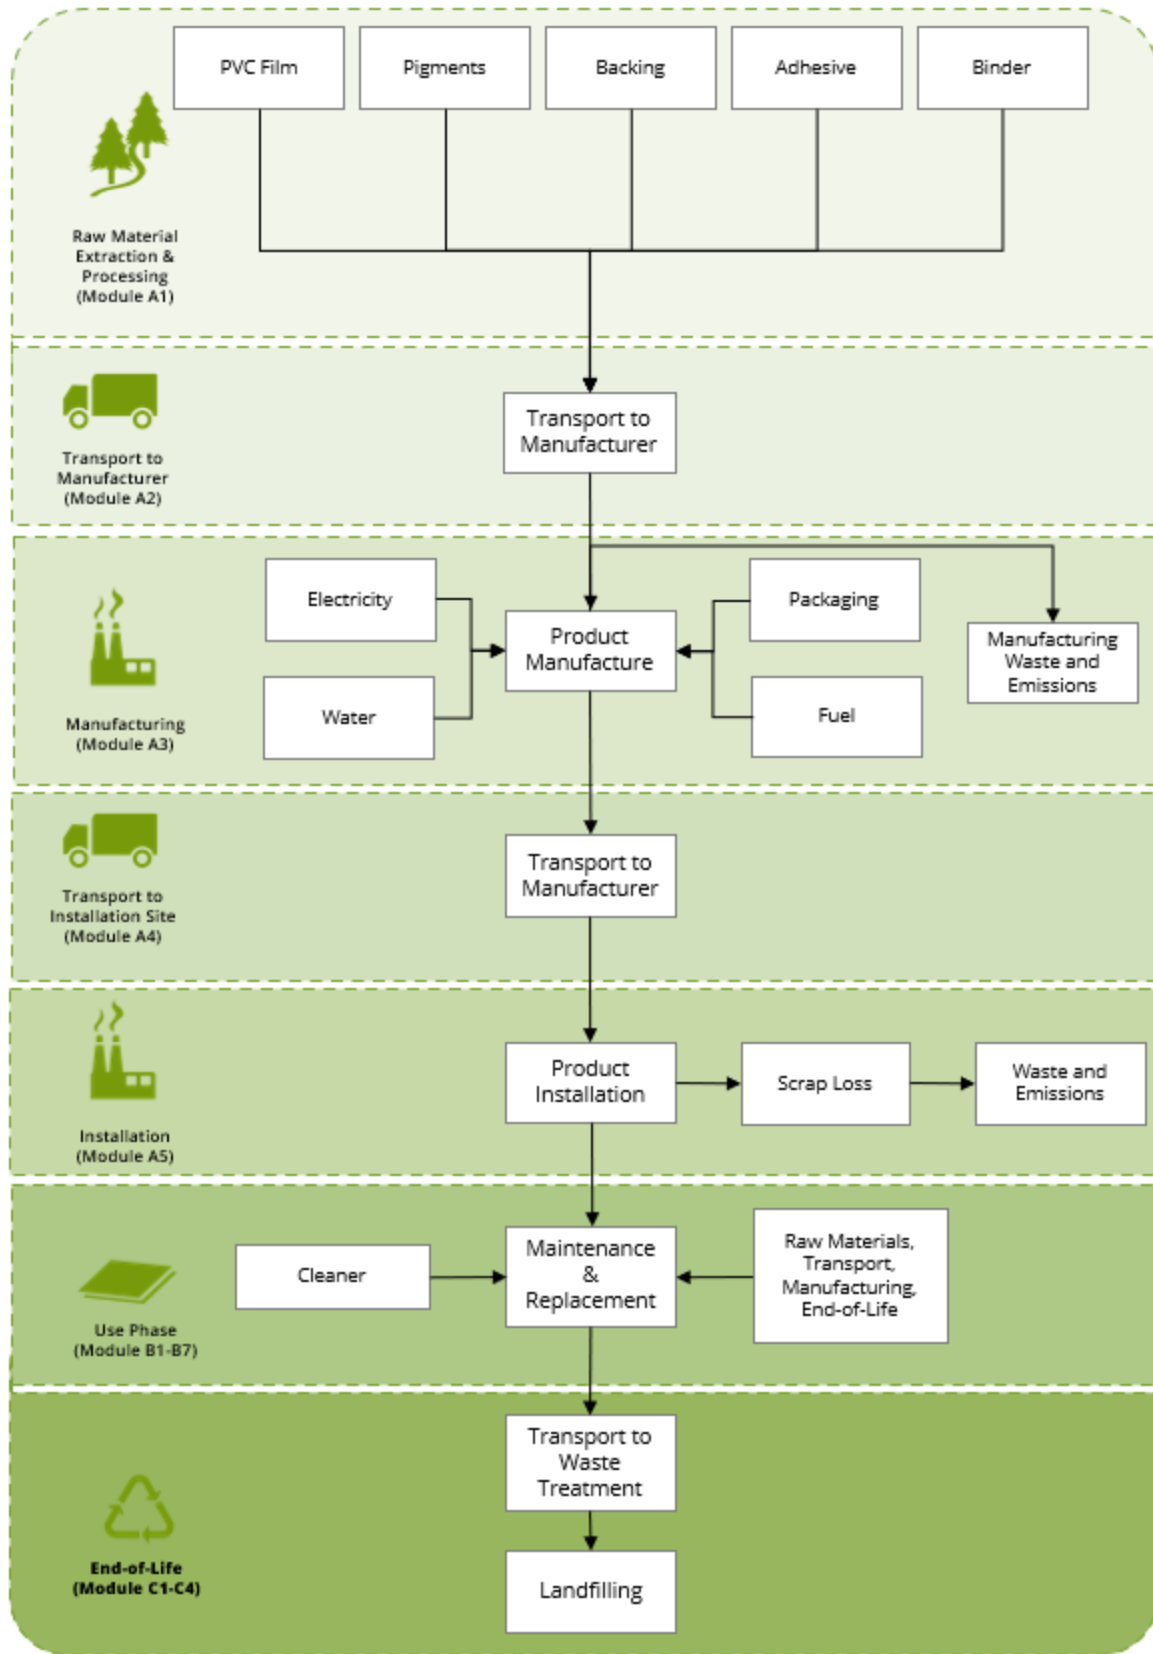 PVC Film
Pigments
Backing
Adhesive
Binder
Raw Material
Extraction &
Processing
(Module A1)
Transport to
Manufacturer
(Module A2)
Transport to
Manufacturer
Manufacturing
(Module A3)
Electricity
Water
Product
Manufacture
Packaging
Fuel
Manufacturing
Waste and
Emissions
Transport to
Installation Site
(Module A4)
Transport to
Manufacturer
Installation
(Module A5)
Product
Installation
Scrap Loss
Waste and
Emissions
Use Phase
(Module B1-B7)
Cleaner
Maintenance
&
Replacement
Raw Materials,
Transport,
Manufacturing,
End-of-Life
End-of-Life
(Module C1-C4)
Transport to
Waste
Treatment
Landfilling